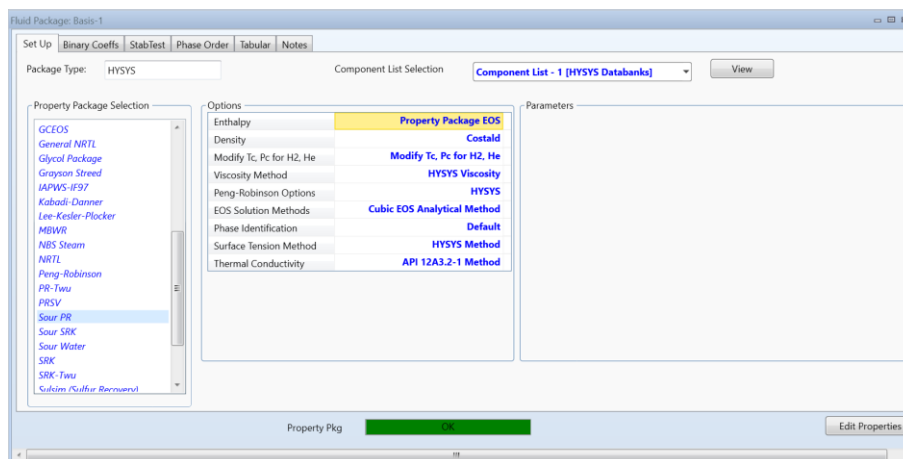 Fluid Package: Basis-1
Set Up Binary Coeffs StabTest Phase Order Tabular Notes
Package Type: HYSYS Component List Selection Component List - 1 [HYSYS Databanks] View
Property Package Selection
GCEOS
General NRTL
Glycol Package
Grayson Streed
IAPWS-IF97
Kabadi-Danner
Lee-Kesler-Plocker
MBWR
NBS Steam
NRTL
Peng-Robinson
PR-Twu
PRSV
Sour PR
Sour SRK
Sour Water
SRK
SRK-Twu
Sulsim (Sulfur Recovery)
Options
Enthalpy Property Package EOS
Density Costald
Modify Tc, Pc for H2, He Modify Tc, Pc for H2, He
Viscosity Method HYSYS Viscosity
Peng-Robinson Options HYSYS
EOS Solution Methods Cubic EOS Analytical Method
Phase Identification Default
Surface Tension Method HYSYS Method
Thermal Conductivity API 12A3.2-1 Method
Parameters
Property Pkg OK Edit Properties